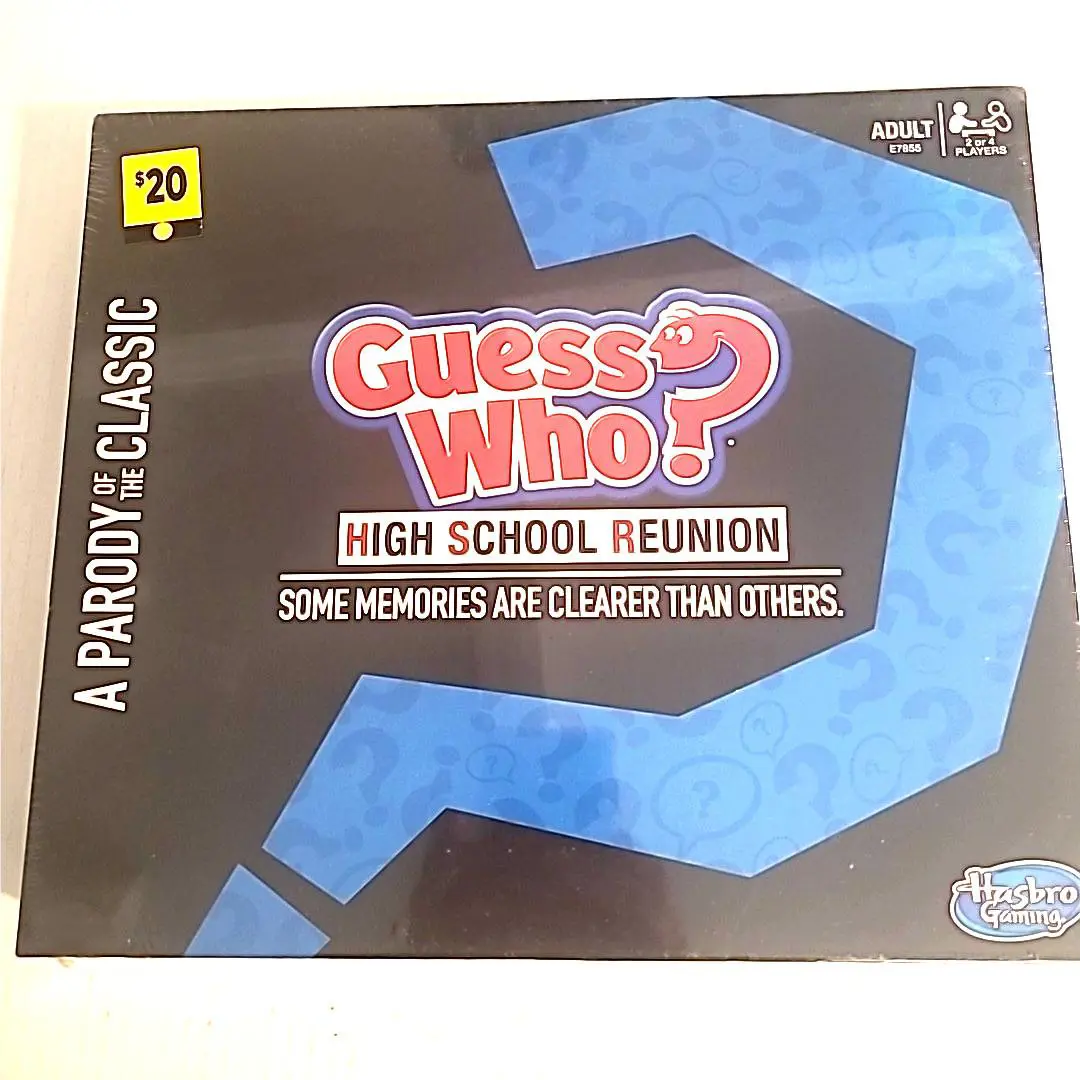 $20
ADULT
E7855
2 or 4
PLAYERS
A PARODY OF THE CLASSIC
GUESS
WHO?
HIGH SCHOOL REUNION
SOME MEMORIES ARE CLEARER THAN OTHERS.
Hasbro
Gaming